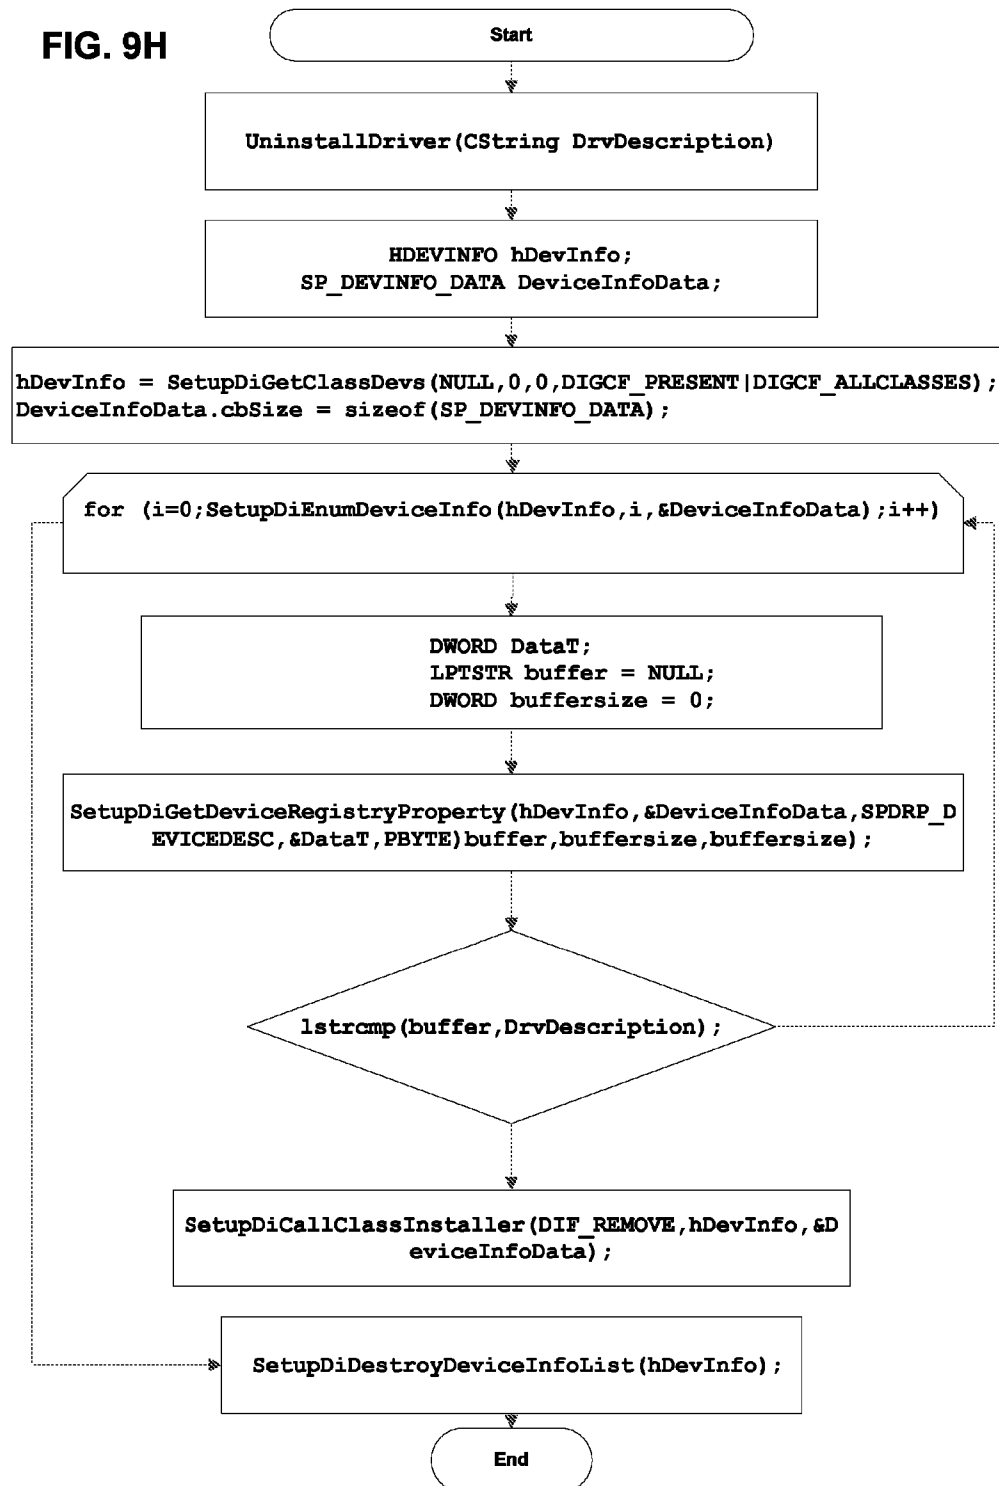 FIG. 9H
Start
UninstallDriver(CString DrvDescription)
HDEVINFO hDevInfo;
SP_DEVINFO_DATA DeviceInfoData;
hDevInfo = SetupDiGetClassDevs(NULL,0,0,DIGCF_PRESENT|DIGCF_ALLCLASSES);
DeviceInfoData.cbSize = sizeof(SP_DEVINFO_DATA);
for (i=0;SetupDiEnumDeviceInfo(hDevInfo,i,&DeviceInfoData);i++)
DWORD DataT;
LPTSTR buffer = NULL;
DWORD buffersize = 0;
SetupDiGetDeviceRegistryProperty(hDevInfo,&DeviceInfoData,SPDRP_D
EVICEDESC,&DataT,PBYTE)buffer,buffersize,buffersize);
lstrcmp(buffer,DrvDescription);
SetupDiCallClassInstaller(DIF_REMOVE,hDevInfo,&D
eviceInfoData);
SetupDiDestroyDeviceInfoList(hDevInfo);
End